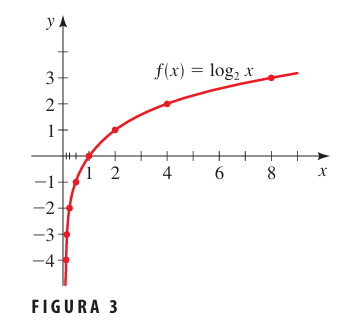 y
f(x) = log₂ x
3
2
1
1 2 4 6 8 x
−1
−2
−3
−4
FIGURA 3